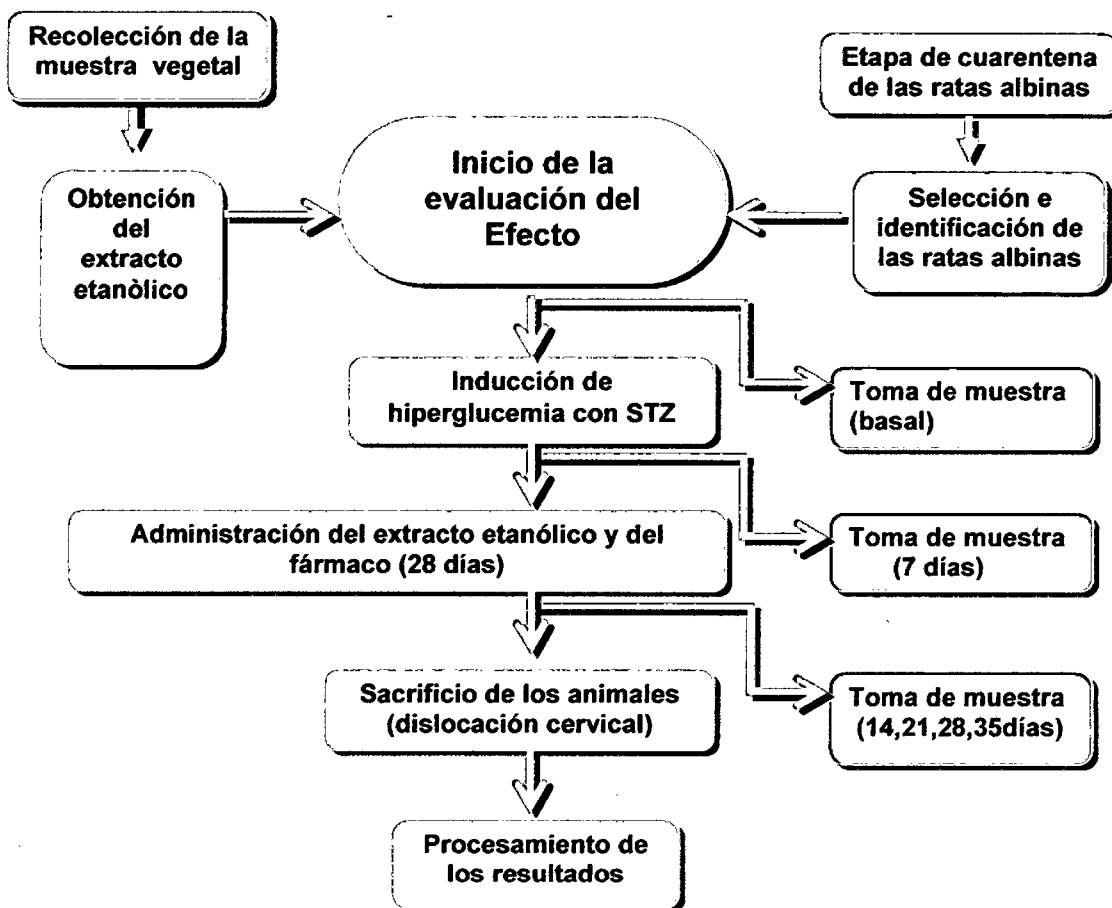 Recolección de la
muestra vegetal
Etapa de cuarentena
de las ratas albinas
Obtención
del
extracto
etanòlico
Inicio de la
evaluación del
Efecto
Selección e
identificación de
las ratas albinas
Inducción de
hiperglucemia con STZ
Toma de muestra
(basal)
Administración del extracto etanólico y del
fármaco (28 días)
Toma de muestra
(7 días)
Sacrificio de los animales
(dislocación cervical)
Toma de muestra
(14,21,28,35días)
Procesamiento de
los resultados